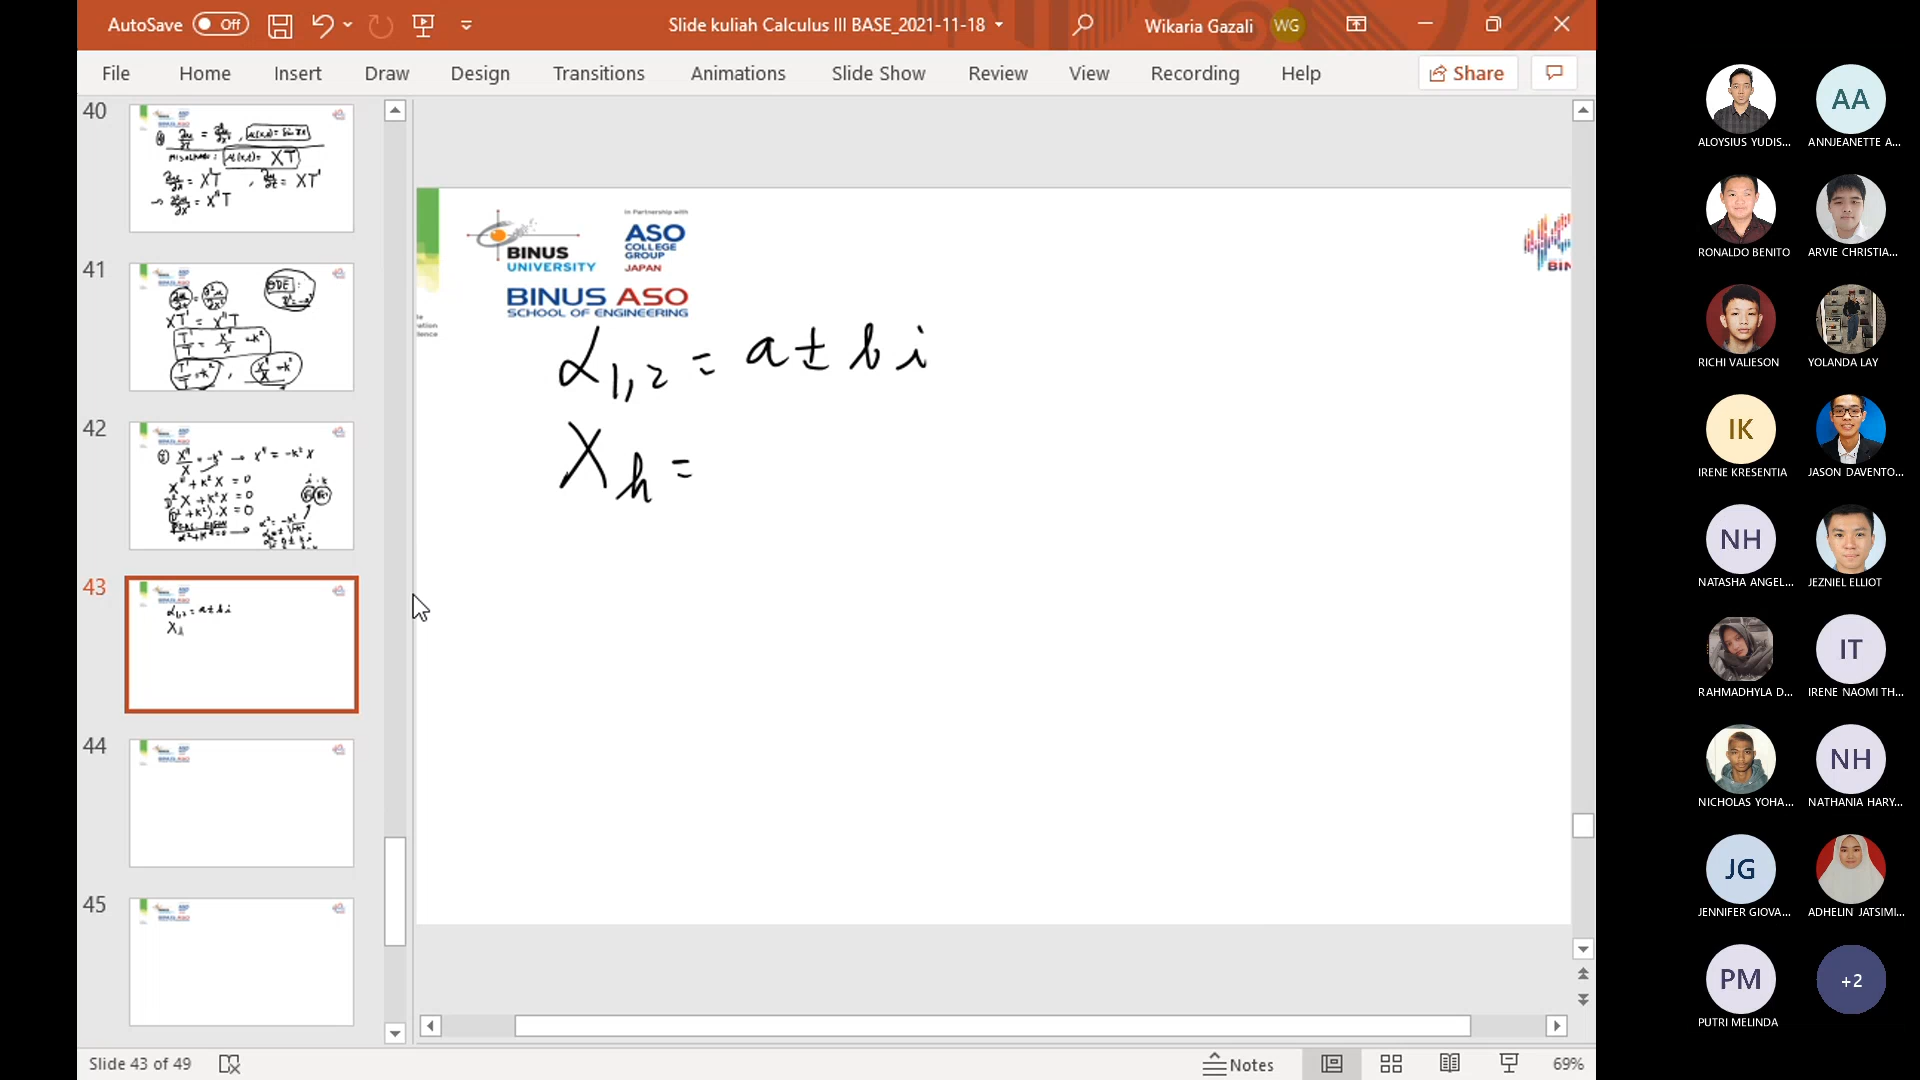 AutoSave Off
Slide kuliah Calculus III BASE_2021-11-18
Wikaria Gazali WG
File Home Insert Draw Design Transitions Animations Slide Show Review View Recording Help Share
40
41
42
43
44
45
BINUS UNIVERSITY
In Partnership with
ASO COLLEGE GROUP JAPAN
BINUS ASO
SCHOOL OF ENGINEERING
BIN
α1,2 = a ± b i
Xh =
ALOYSIUS YUDIS...
AA
ANNJEANETTE A...
RONALDO BENITO
ARVIE CHRISTIA...
RICHI VALIESON
YOLANDA LAY
IK
IRENE KRESENTIA
JASON DAVENTO...
NH
NATASHA ANGEL...
JEZNIEL ELLIOT
RAHMADHYLA D...
IT
IRENE NAOMI TH...
NICHOLAS YOHA...
NH
NATHANIA HARY...
JG
JENNIFER GIOVA...
ADHELIN JATSIMI...
PM
PUTRI MELINDA
+2
Slide 43 of 49
Notes
69%